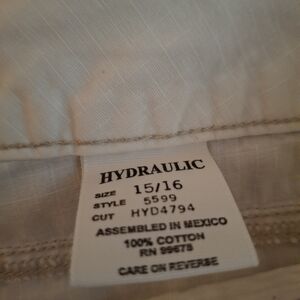 HYDRAULIC
SIZE 15/16
STYLE 5599
CUT HYD4794
ASSEMBLED IN MEXICO
100% COTTON
RN 99678
CARE ON REVERSE